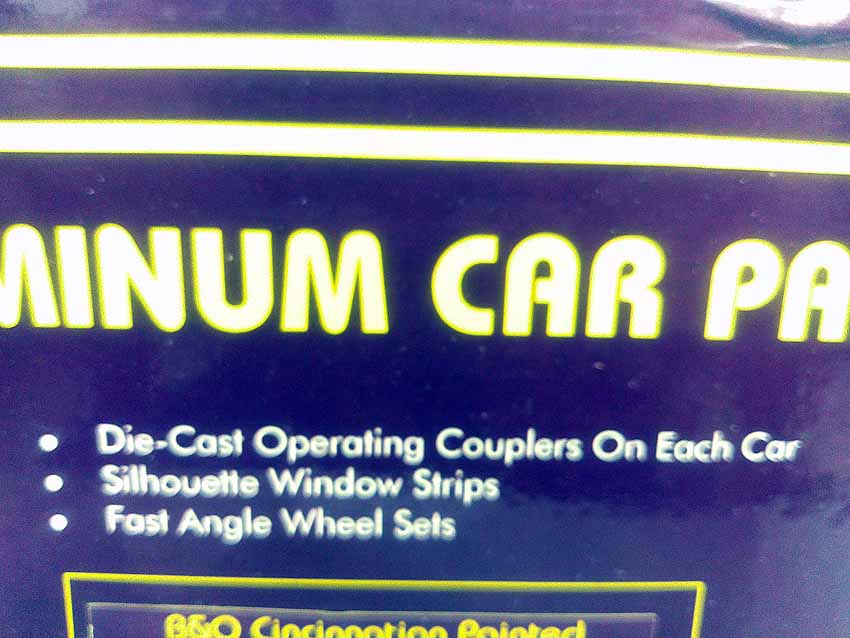 MINUM CAR PA
• Die-Cast Operating Couplers On Each Car
• Silhouette Window Strips
• Fast Angle Wheel Sets
B&O Cincinnatian Painted